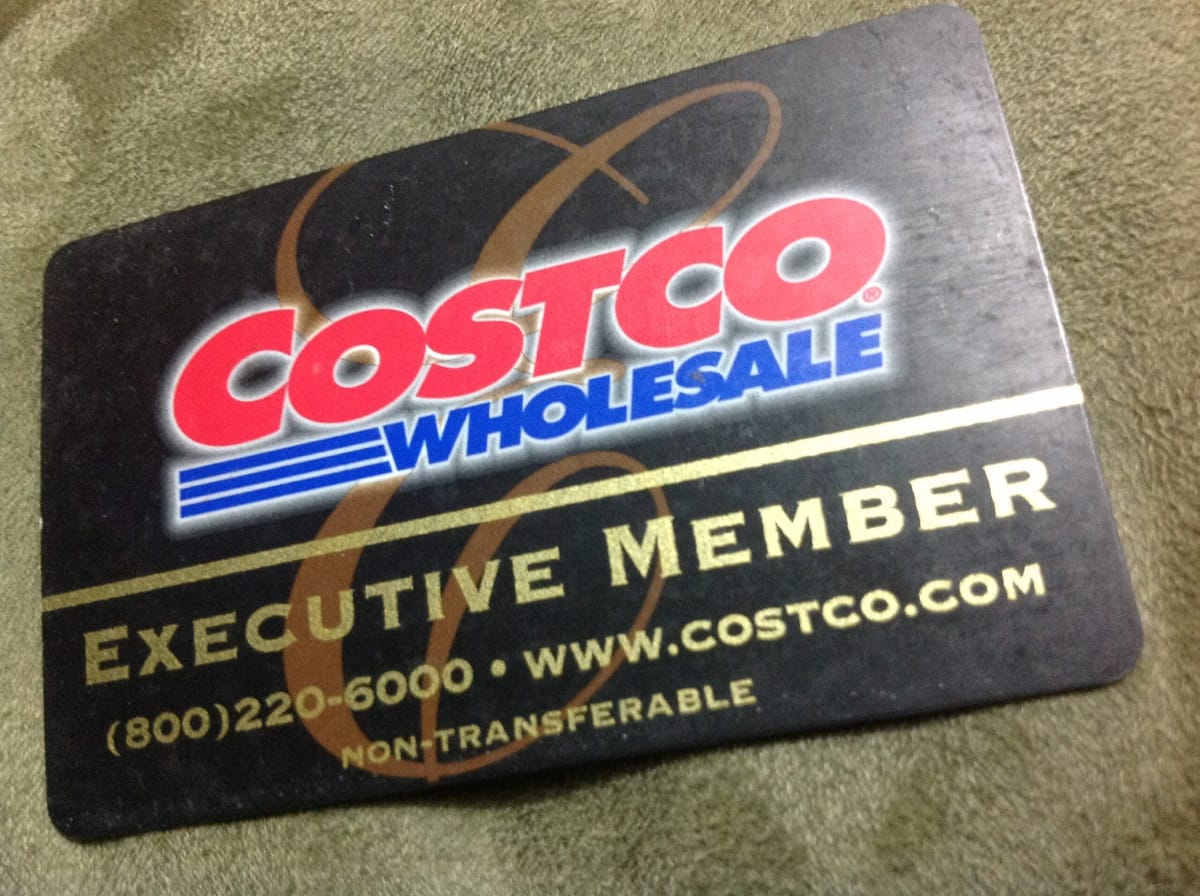 COSTCO®
WHOLESALE
EXECUTIVE MEMBER
(800)220-6000 • WWW.COSTCO.COM
NON-TRANSFERABLE